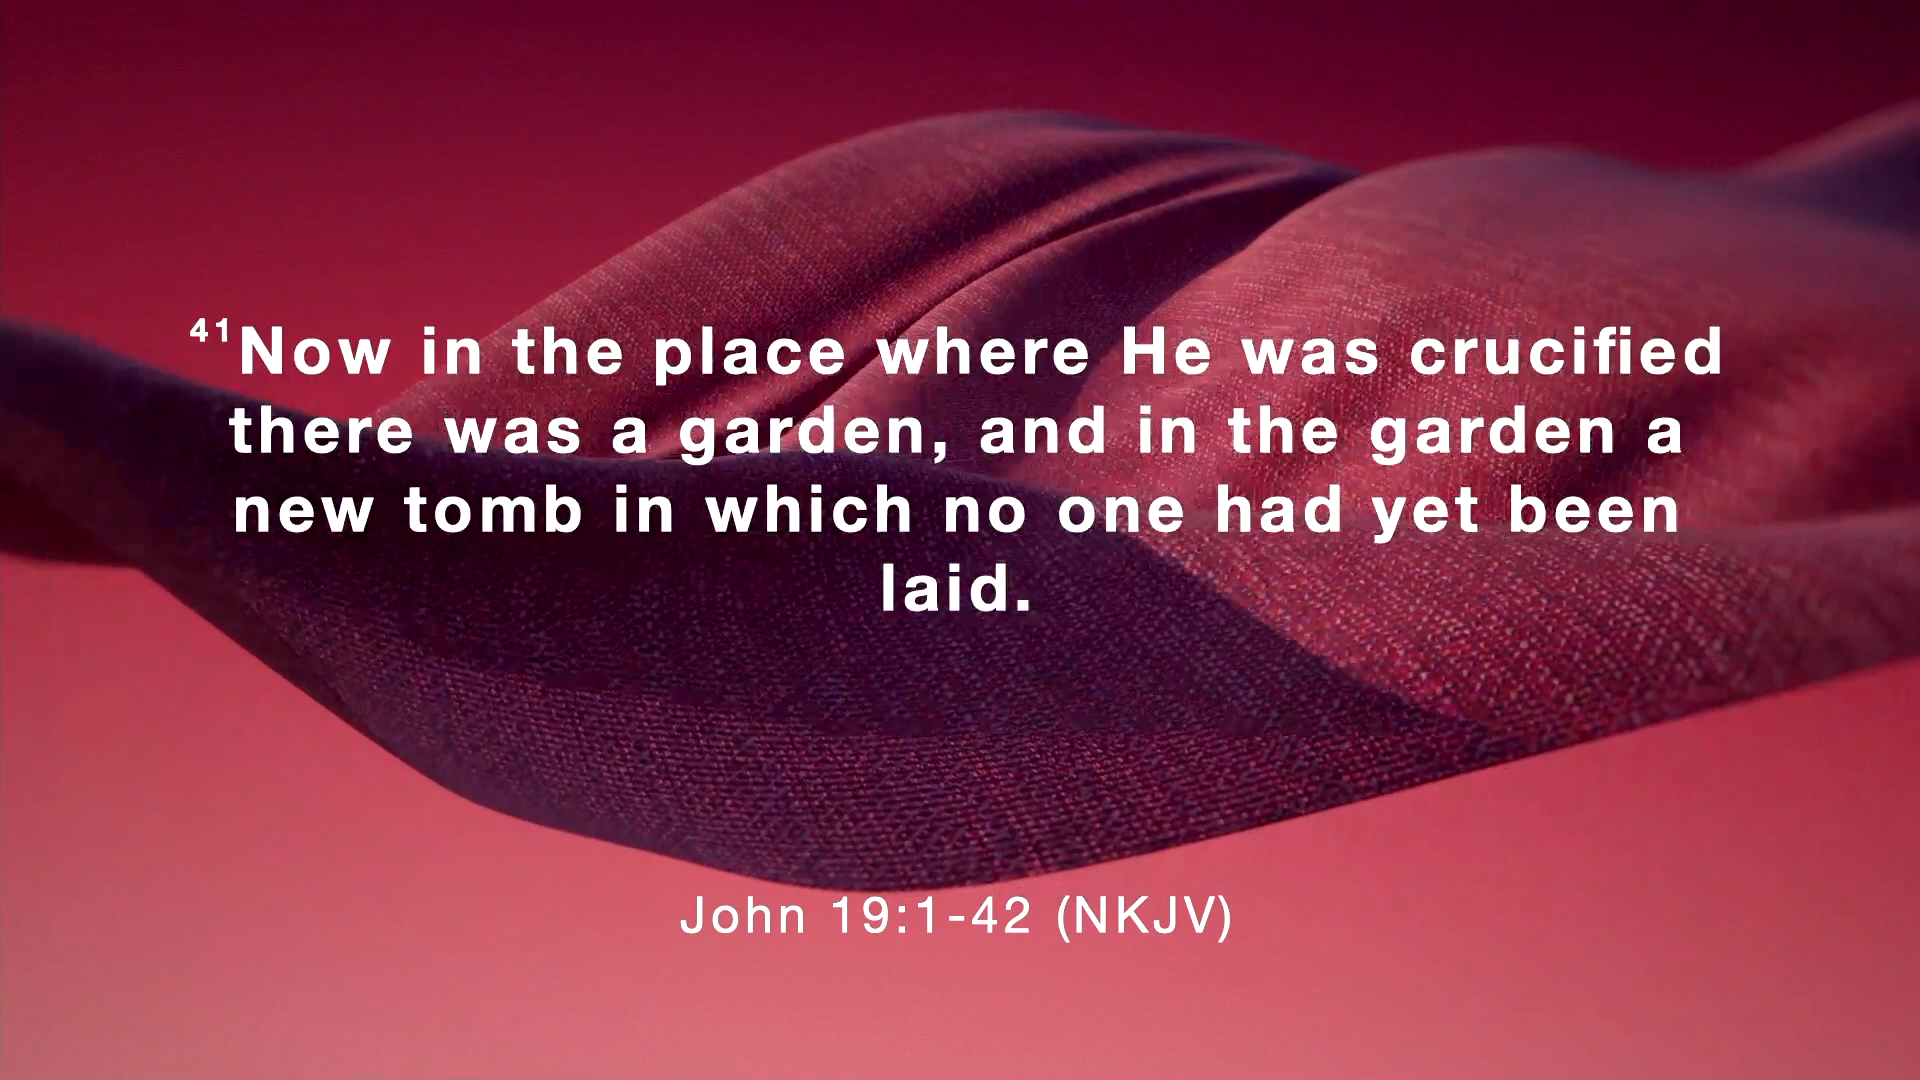 ⁴¹Now in the place where He was crucified
there was a garden, and in the garden a
new tomb in which no one had yet been
laid.
John 19:1-42 (NKJV)